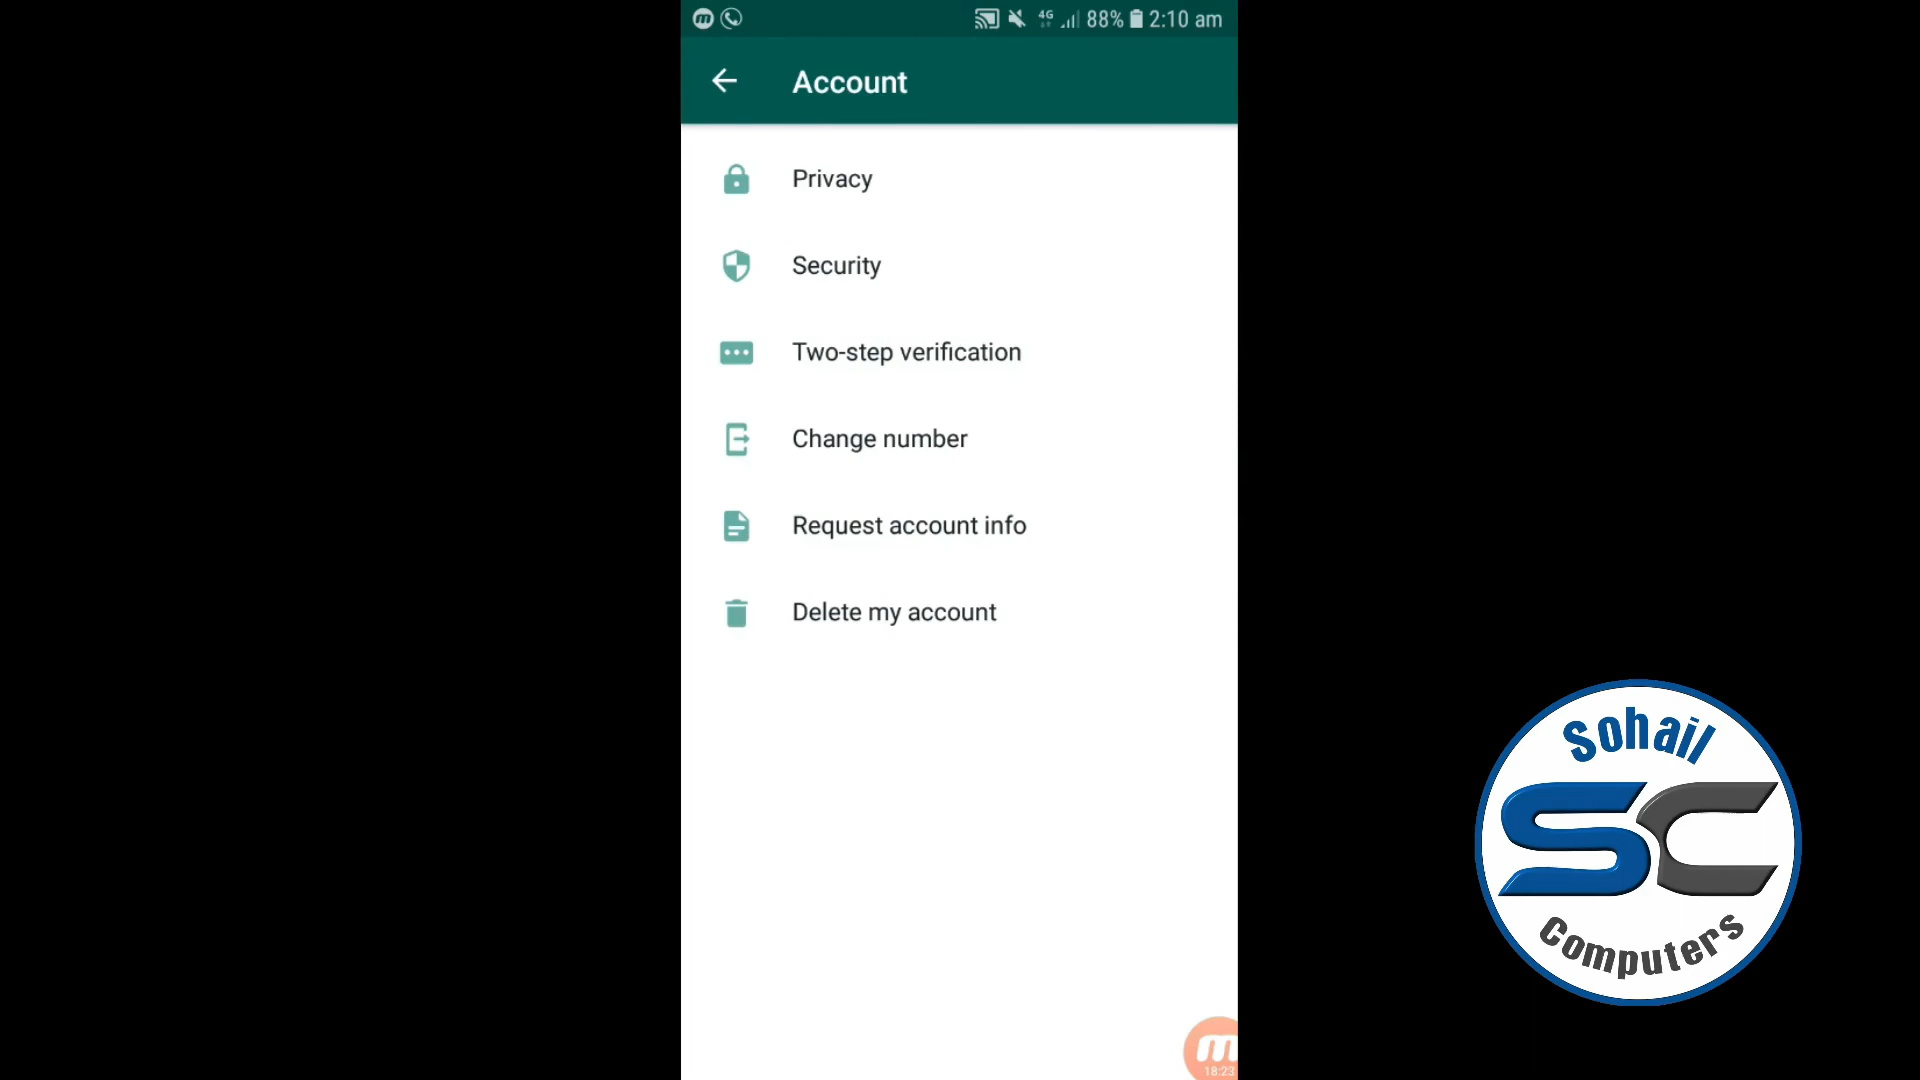 4G 88% 2:10 am
Account
Privacy
Security
Two-step verification
Change number
Request account info
Delete my account
Sohail
SC
Computers
m
18:23